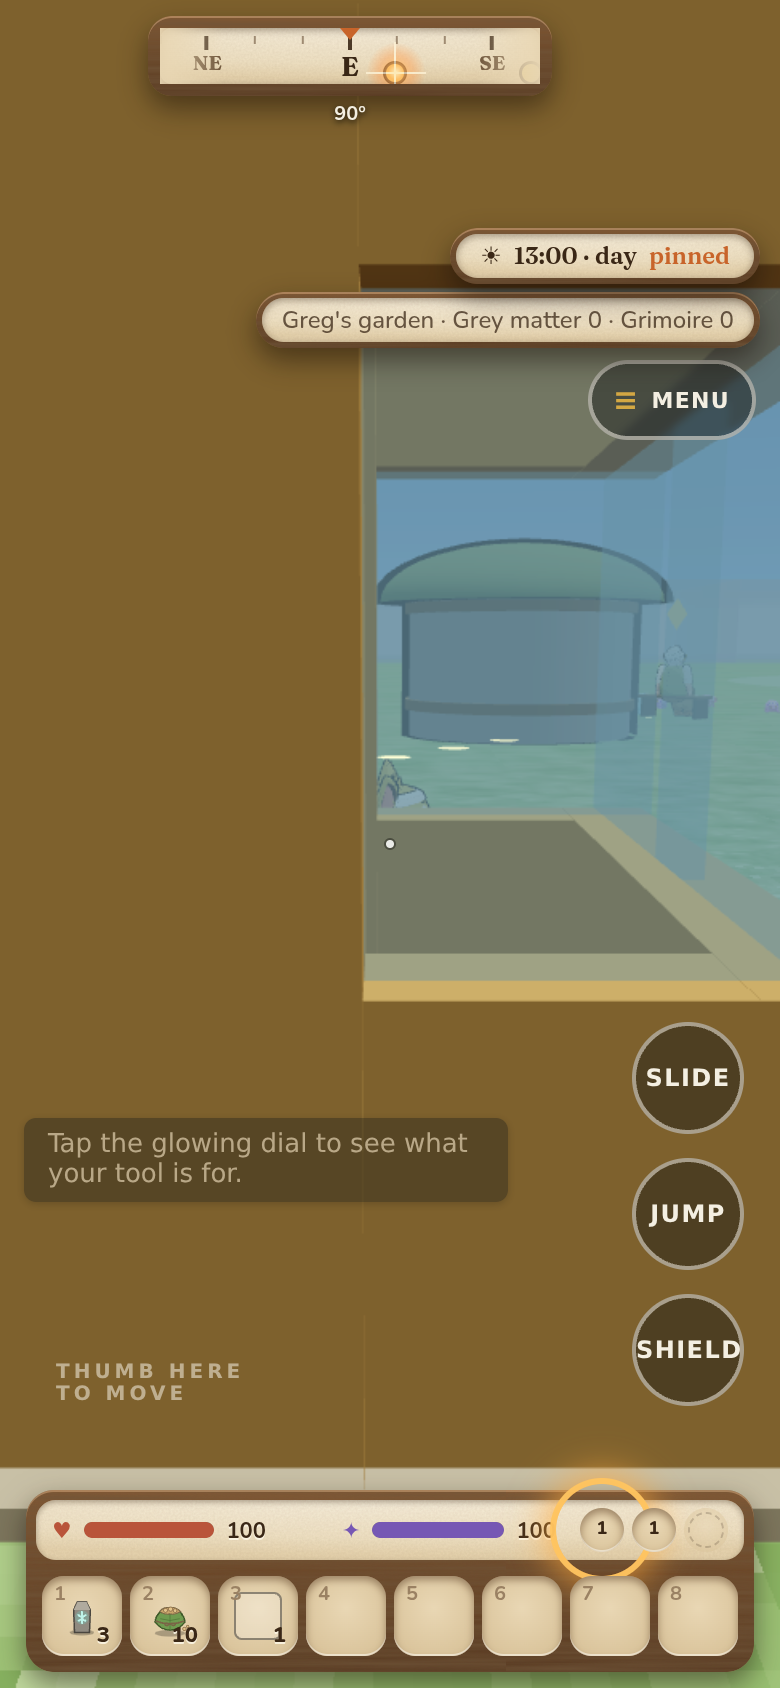 NE E SE
90°
13:00 · day pinned
Greg's garden · Grey matter 0 · Grimoire 0
MENU
SLIDE
Tap the glowing dial to see what
your tool is for.
JUMP
SHIELD
THUMB HERE
TO MOVE
100 100 1 1
1 2 3 4 5 6 7 8
3 10 1